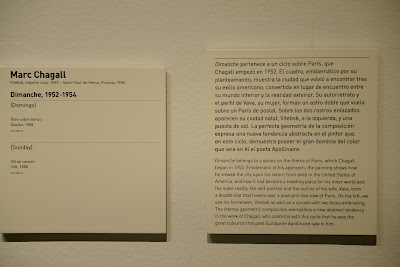 Marc Chagall
Vitebsk, Imperio ruso, 1887 – Saint-Paul-de-Vence, Francia, 1985
Dimanche, 1952-1954
[Domingo]
Óleo sobre lienzo
[Sunday]
Oil on canvas
Dimanche pertenece a un ciclo sobre París, que
Chagall empezó en 1952. El cuadro, emblemático por su
planteamiento, muestra la ciudad que volvió a encontrar tras
su exilio americano, convertida en lugar de encuentro entre
su mundo interior y la realidad exterior. Su autorretrato y
el perfil de Vava, su mujer, forman un astro doble que vuela
sobre un París de postal. Sobre los dos rostros enlazados
aparecen su ciudad natal, Vitebsk, a la izquierda, y una
puesta de sol. La perfecta geometría de la composición
expresa una nueva tendencia abstracta en el pintor que,
en este ciclo, demuestra poseer el gran dominio del color
que veía en él el poeta Apollinaire.
Dimanche belongs to a series on the theme of Paris, which Chagall
began in 1952. Emblematic of his approach, the painting shows how
he viewed the city upon his return from exile in the United States of
America, and how it had become a meeting place for his inner world and
the outer reality. His self-portrait and the outline of his wife, Vava, form
a double star that hovers over a postcard-like view of Paris. On the left, we
see his hometown, Vitebsk as well as a sunset with two faces embracing.
The intense geometric composition exemplifies a new abstract tendency
in the work of Chagall, who confirms with this cycle that he was the
great colourist that poet Guillaume Apollinaire saw in him.